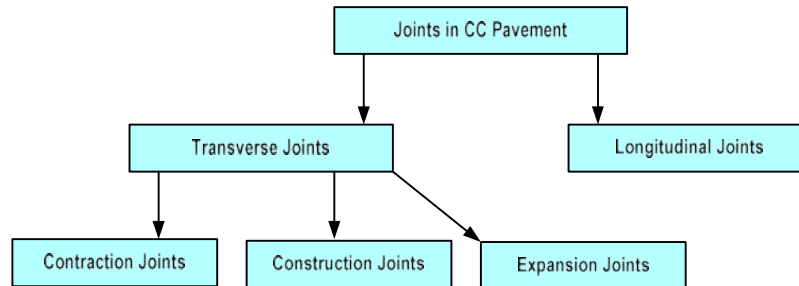 Joints in CC Pavement
Transverse Joints
Longitudinal Joints
Contraction Joints
Construction Joints
Expansion Joints